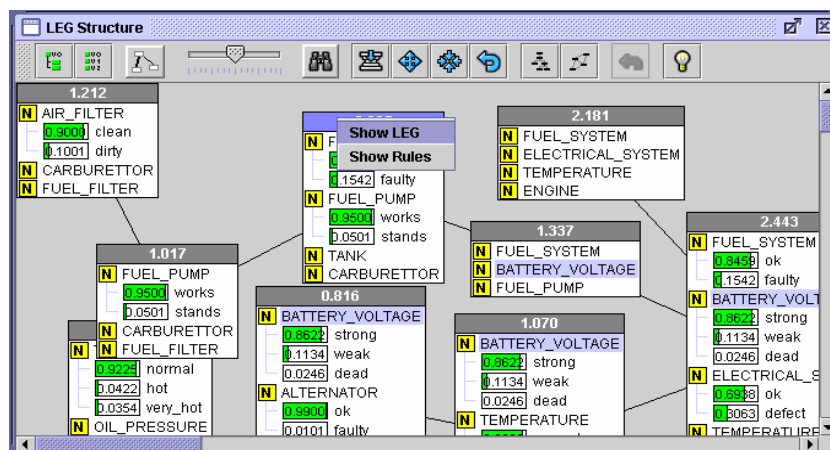 LEG Structure
1.212
AIR_FILTER
0.9000 clean
0.1001 dirty
CARBURETTOR
FUEL_FILTER
Show LEG
Show Rules
0.1542 faulty
FUEL_PUMP
0.9500 works
0.0501 stands
TANK
CARBURETTOR
2.181
FUEL_SYSTEM
ELECTRICAL_SYSTEM
TEMPERATURE
ENGINE
1.017
FUEL_PUMP
0.9500 works
0.0501 stands
CARBURETTOR
FUEL_FILTER
1.337
FUEL_SYSTEM
BATTERY_VOLTAGE
FUEL_PUMP
2.443
FUEL_SYSTEM
0.8459 ok
0.1542 faulty
BATTERY_VOLT
0.8622 strong
0.1134 weak
0.0246 dead
ELECTRICAL_S
0.6938 ok
0.3063 defect
TEMPERATURE
0.816
BATTERY_VOLTAGE
0.8622 strong
0.1134 weak
0.0246 dead
ALTERNATOR
0.9900 ok
0.0101 faulty
1.070
BATTERY_VOLTAGE
0.8622 strong
0.1134 weak
0.0246 dead
TEMPERATURE
0.9225 normal
0.0422 hot
0.0354 very_hot
OIL_PRESSURE